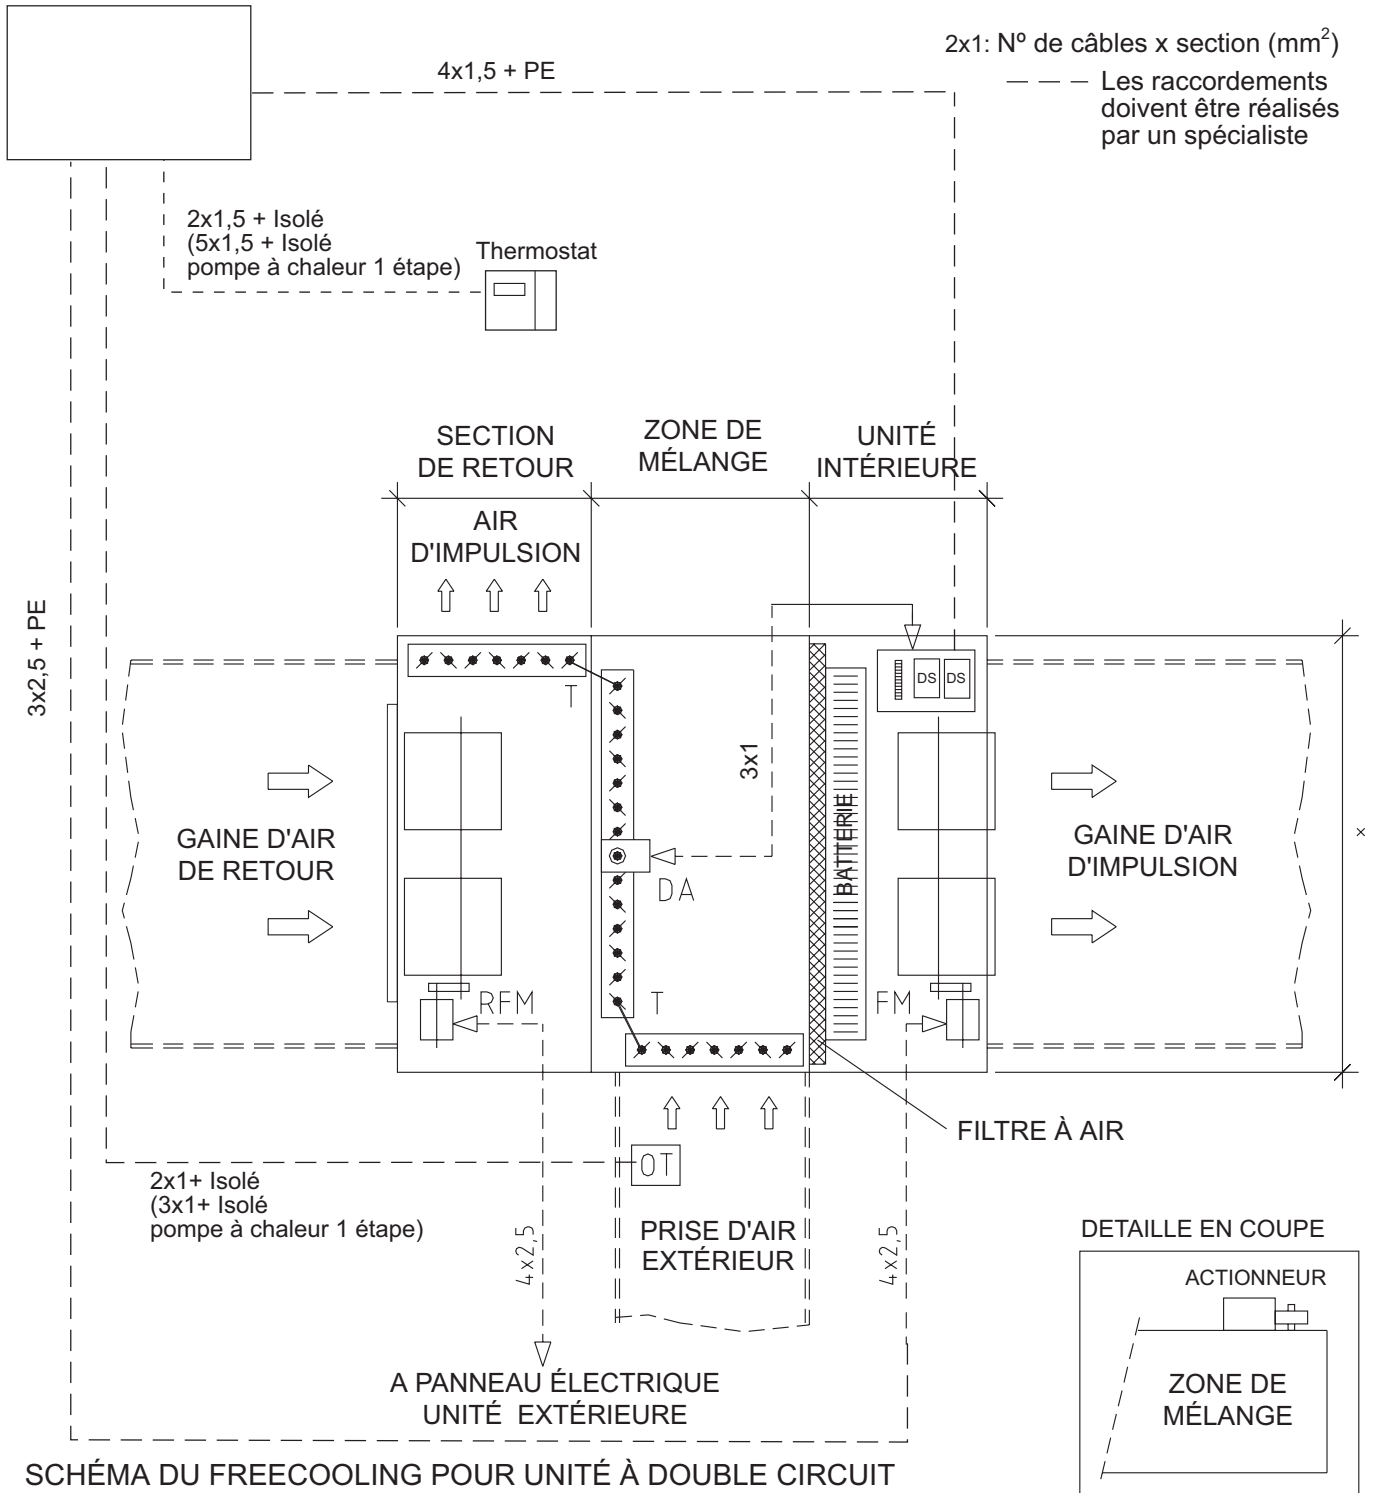 2x1: Nº de câbles x section (mm²)
4x1,5 + PE
Les raccordements
doivent être réalisés
par un spécialiste
2x1,5 + Isolé
(5x1,5 + Isolé
pompe à chaleur 1 étape)
Thermostat
SECTION
DE RETOUR
ZONE DE
MÉLANGE
UNITÉ
INTÉRIEURE
AIR
D'IMPULSION
3x2,5 + PE
T
DS
DS
3x1
BATTERIE
GAINE D'AIR
DE RETOUR
GAINE D'AIR
D'IMPULSION
x
DA
RFM
T
FM
FILTRE À AIR
OT
2x1+ Isolé
(3x1+ Isolé
pompe à chaleur 1 étape)
4x2,5
PRISE D'AIR
EXTÉRIEUR
4x2,5
DETAILLE EN COUPE
ACTIONNEUR
ZONE DE
MÉLANGE
A PANNEAU ÉLECTRIQUE
UNITÉ EXTÉRIEURE
SCHÉMA DU FREECOOLING POUR UNITÉ À DOUBLE CIRCUIT